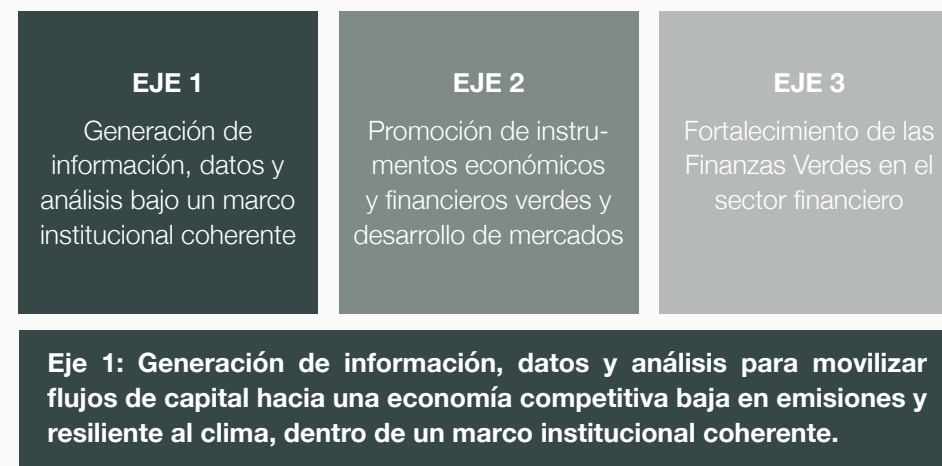 EJE 1
Generación de
información, datos y
análisis bajo un marco
institucional coherente
EJE 2
Promoción de instru-
mentos económicos
y financieros verdes y
desarrollo de mercados
EJE 3
Fortalecimiento de las
Finanzas Verdes en el
sector financiero
Eje 1: Generación de información, datos y análisis para movilizar
flujos de capital hacia una economía competitiva baja en emisiones y
resiliente al clima, dentro de un marco institucional coherente.